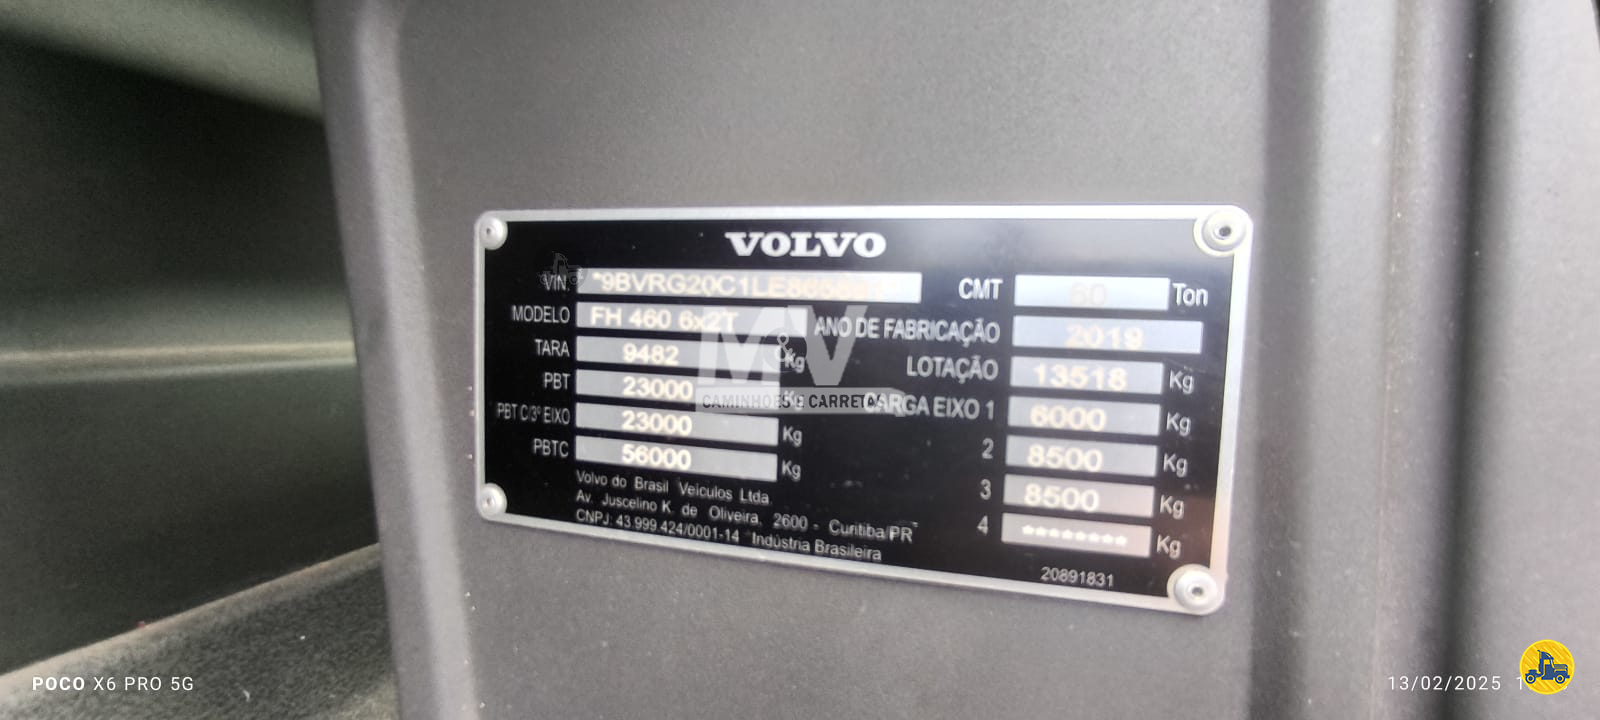 VOLVO
VIN. CMT 60 Ton
MODELO FH 460 6x2T ANO DE FABRICAÇÃO 2019
TARA 9482 Kg LOTAÇÃO 13518 Kg
PBT 23000 Kg CARGA EIXO 1 6000 Kg
PBT C/3º EIXO 23000 Kg 2 8500 Kg
PBTC 56000 Kg 3 8500 Kg
4 ******** Kg
Volvo do Brasil Veículos Ltda.
Av. Juscelino K. de Oliveira, 2600 - Curitiba/PR
CNPJ: 43.999.424/0001-14 Indústria Brasileira
20891831
M&V
CAMINHÕES E CARRETAS
POCO X6 PRO 5G
13/02/2025